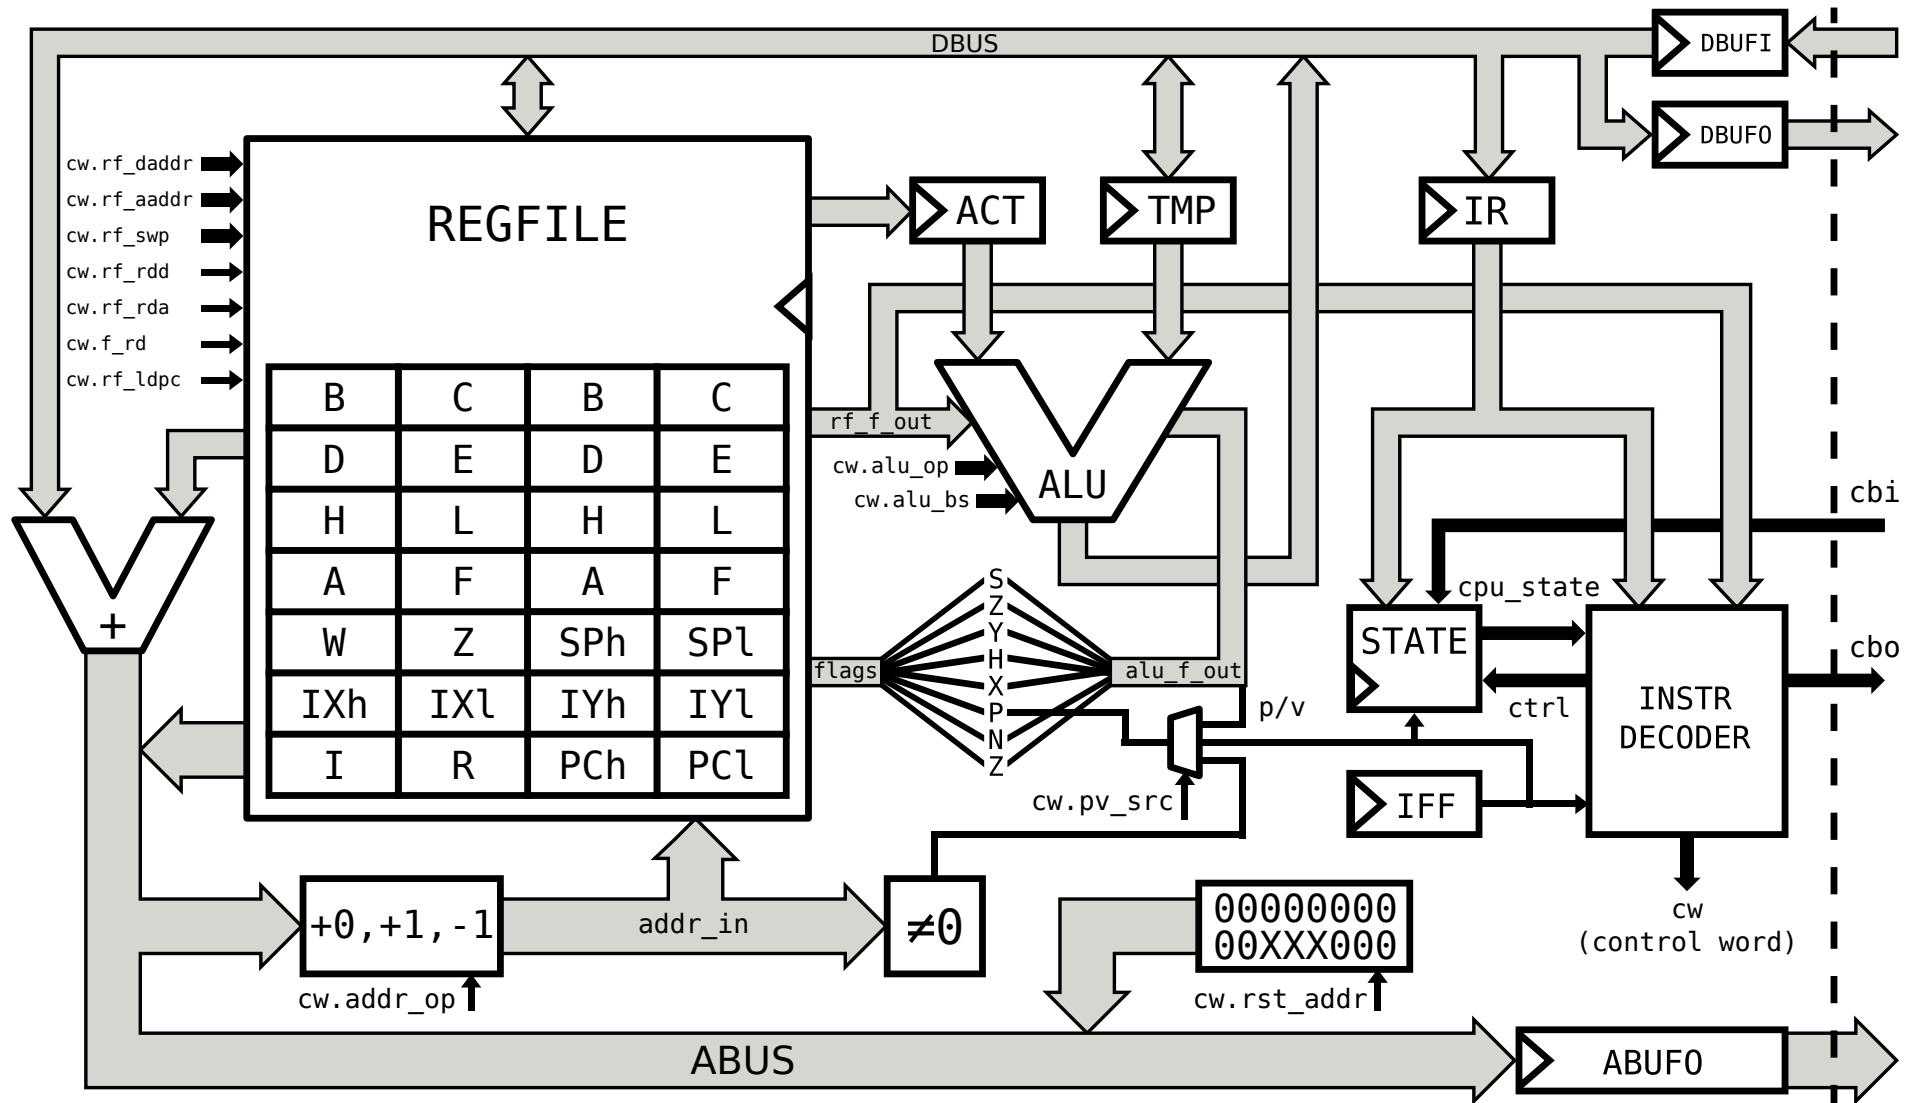 DBUS
DBUFI
DBUFO
cw.rf_daddr
cw.rf_aaddr
cw.rf_swp
cw.rf_rdd
cw.rf_rda
cw.f_rd
cw.rf_ldpc
REGFILE
ACT
TMP
IR
B C B C
D E D E
H L H L
A F A F
W Z SPh SPl
IXh IXl IYh IYl
I R PCh PCl
+
rf_f_out
cw.alu_op
cw.alu_bs
ALU
cbi
cpu_state
STATE
cbo
ctrl
INSTR
DECODER
flags
S
Z
Y
H
X
P
N
Z
alu_f_out
p/v
cw.pv_src
IFF
cw
(control word)
+0,+1,-1
addr_in
≠0
00000000
00XXX000
cw.addr_op
cw.rst_addr
ABUS
ABUFO